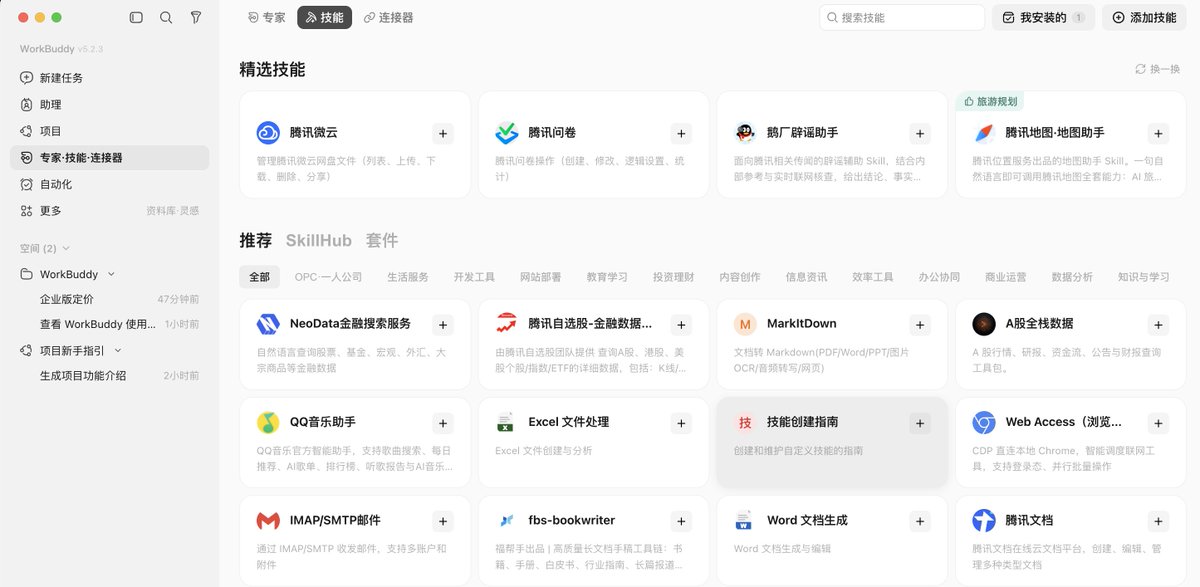 WorkBuddy v5.2.3
新建任务
助理
项目
专家·技能·连接器
自动化
更多 资料库·灵感
空间 (2)
WorkBuddy
企业版定价 47分钟前
查看 WorkBuddy 使用... 1小时前
项目新手指引
生成项目功能介绍 2小时前
专家 技能 连接器
搜索技能
我安装的 1
添加技能
精选技能
换一换
腾讯微云
管理腾讯微云网盘文件（列表、上传、下
载、删除、分享）
腾讯问卷
腾讯问卷操作（创建、修改、逻辑设置、统
计）
鹅厂辟谣助手
面向腾讯相关传闻的辟谣辅助 Skill，结合内
部参考与实时联网核查，给出结论、事实...
旅游规划
腾讯地图·地图助手
腾讯位置服务出品的地图助手 Skill。一句自
然语言即可调用腾讯地图全套能力：AI 旅...
推荐 SkillHub 套件
全部 OPC·一人公司 生活服务 开发工具 网站部署 教育学习 投资理财 内容创作 信息资讯 效率工具 办公协同 商业运营 数据分析 知识与学习
NeoData金融搜索服务
自然语言查询股票、基金、宏观、外汇、大
宗商品等金融数据
腾讯自选股-金融数据...
由腾讯自选股团队提供 查询A股、港股、美
股个股/指数/ETF的详细数据，包括：K线/...
M
MarkItDown
文档转 Markdown(PDF/Word/PPT/图片
OCR/音频转写/网页)
A股全栈数据
A 股行情、研报、资金流、公告与财报查询
工具包。
QQ音乐助手
QQ音乐官方智能助手，支持歌曲搜索、每日
推荐、AI歌单、排行榜、听歌报告与AI音乐...
Excel 文件处理
Excel 文件创建与分析
技
技能创建指南
创建和维护自定义技能的指南
Web Access（浏览...
CDP 直连本地 Chrome，智能调度联网工
具，支持登录态、并行批量操作
IMAP/SMTP邮件
通过 IMAP/SMTP 收发邮件，支持多账户和
附件
fbs-bookwriter
福帮手出品 | 高质量长文档手稿工具链：书
籍、手册、白皮书、行业指南、长篇报道...
Word 文档生成
Word 文档生成与编辑
腾讯文档
腾讯文档在线云文档平台，创建、编辑、管
理多种类型文档